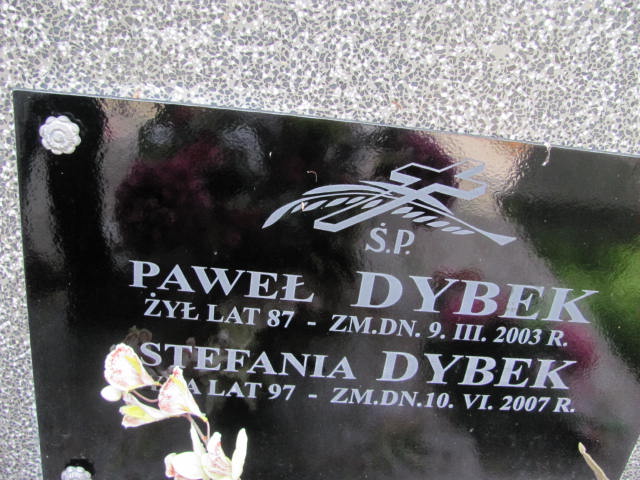 Ś.P.
PAWEŁ DYBEK
ŻYŁ LAT 87 - ZM.DN. 9. III. 2003 R.
STEFANIA DYBEK
LAT 97 - ZM.DN.10. VI. 2007 R.